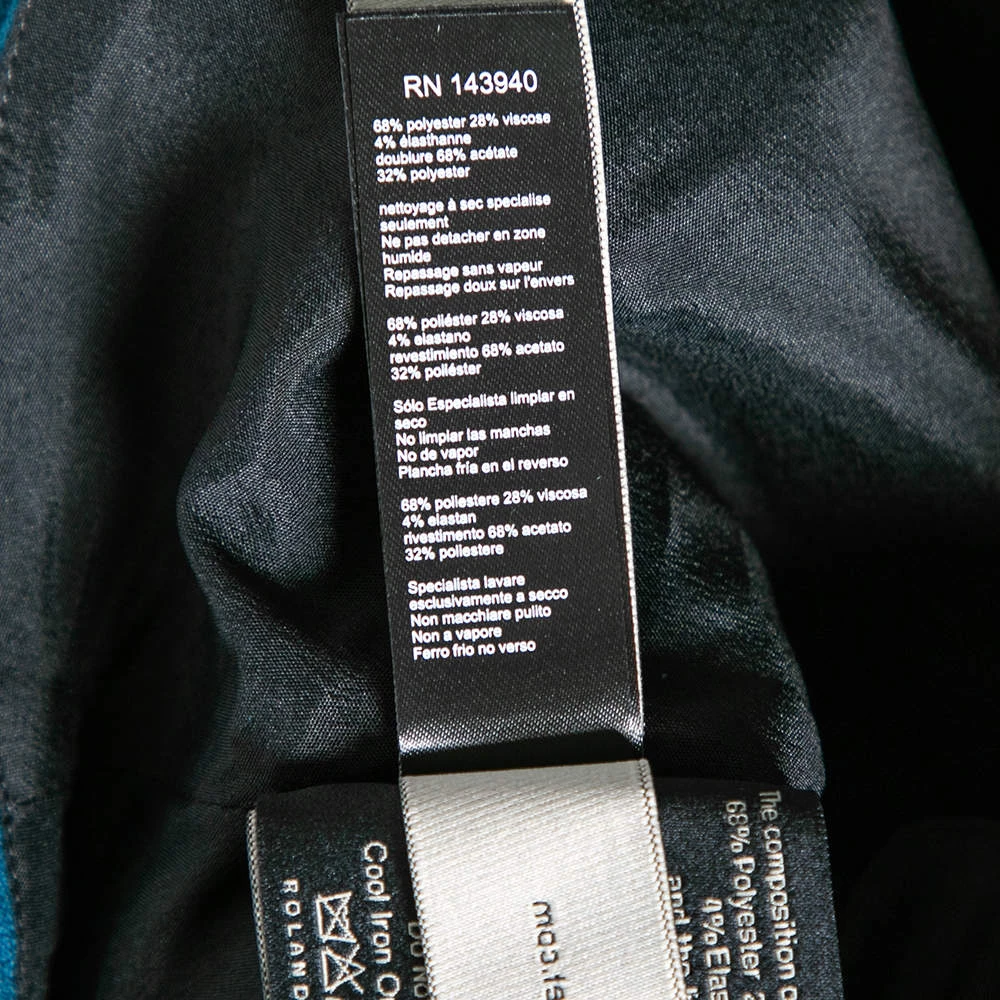 RN 143940
68% polyester 28% viscose
4% élasthanne
doublure 68% acétate
32% polyester
nettoyage à sec specialise
seulement
Ne pas detacher en zone
humide
Repassage sans vapeur
Repassage doux sur l'envers
68% poliéster 28% viscosa
4% elastano
revestimiento 68% acetato
32% poliéster
Sólo Especialista limpiar en
seco
No limpiar las manchas
No de vapor
Plancha fría en el reverso
68% poliestere 28% viscosa
4% elastan
rivestimento 68% acetato
32% poliestere
Specialista lavare
esclusivamente a secco
Non macchiare pulito
Non a vapore
Ferro frio no verso
The composition
68% Polyester
4% Elas
and the
Do No
Cool Iron
ROLAND